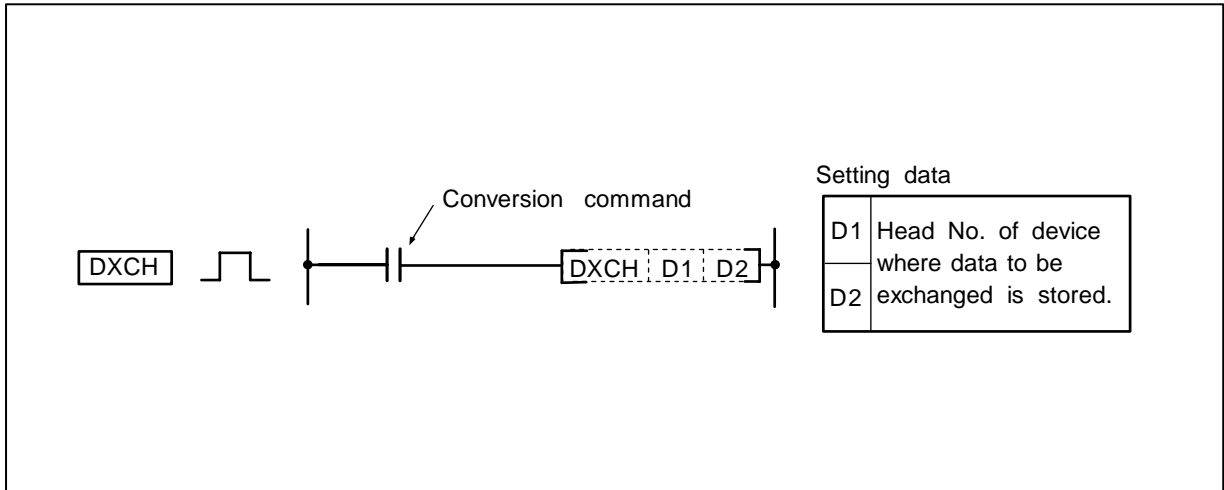 Setting data
Conversion command
D1 Head No. of device
where data to be
D2 exchanged is stored.
DXCH
DXCH D1 D2